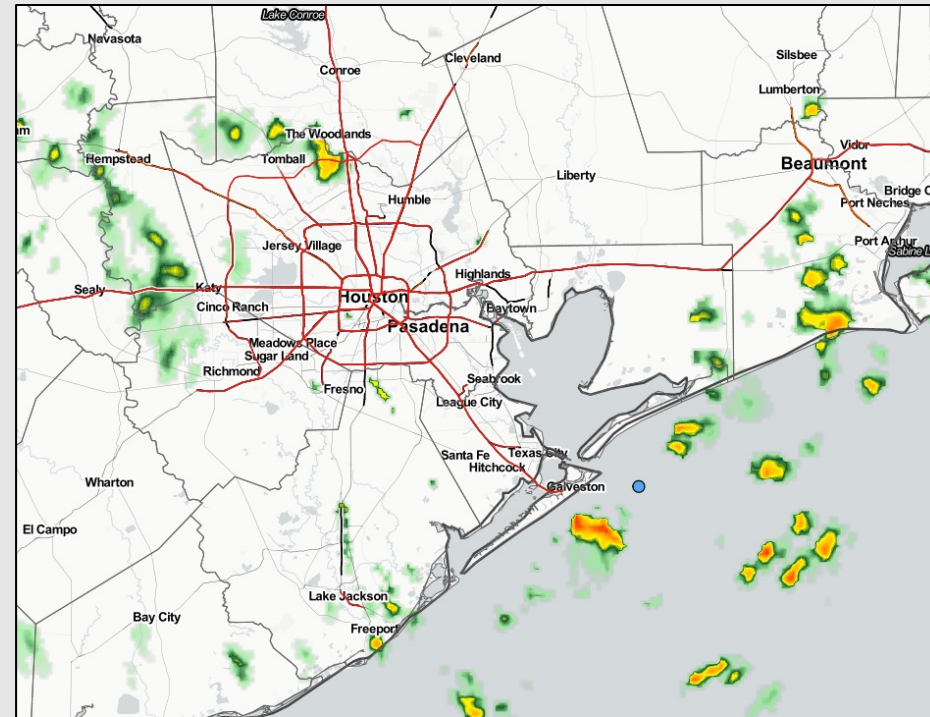 Lake Conroe
Navasota
Cleveland
Silsbee
Conroe
Lumberton
The Woodlands
Vidor
Hempstead
Tomball
Beaumont
Liberty
Bridge C
Humble
Port Neches
Jersey Village
Port Arthur
Sabine L
Highlands
Sealy
Katy
Houston
Cinco Ranch
Baytown
Pasadena
Meadows Place
Sugar Land
Richmond
Seabrook
Fresno
League City
Santa Fe
Texas City
Hitchcock
Wharton
Galveston
El Campo
Lake Jackson
Bay City
Freeport